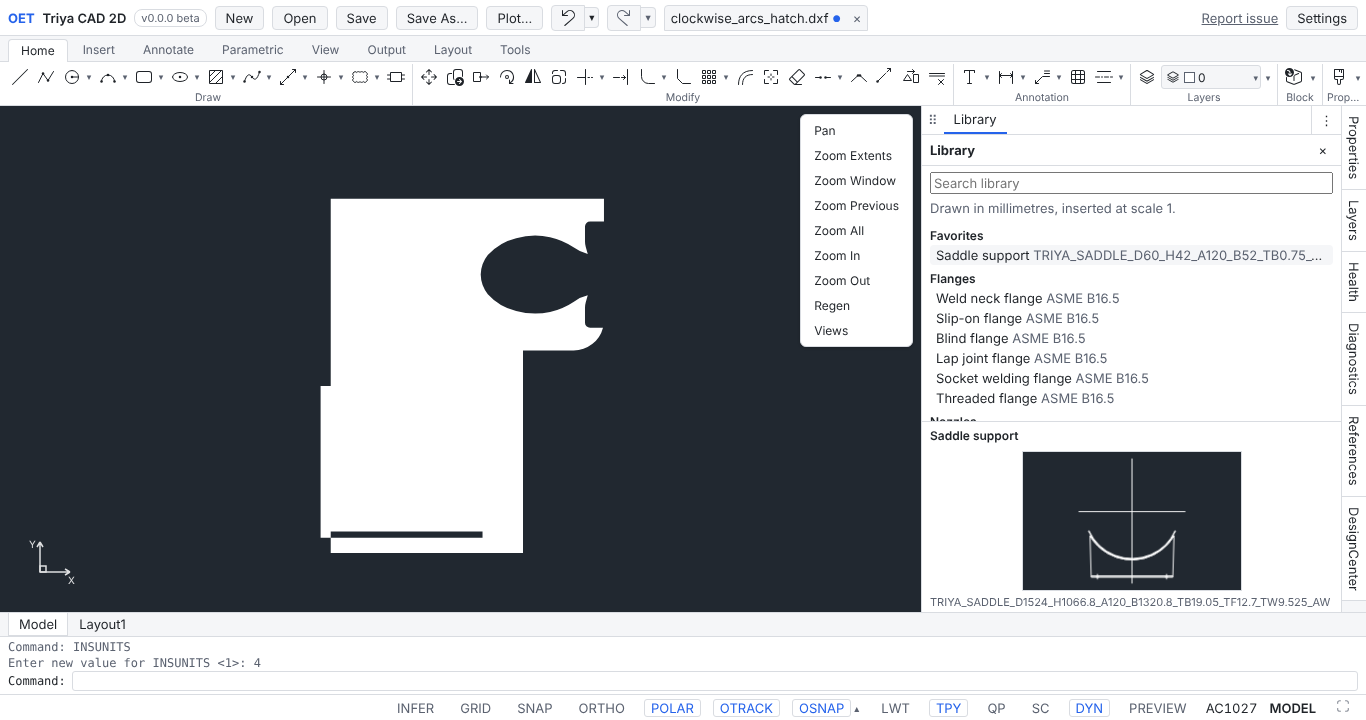 OET Triya CAD 2D v0.0.0 beta New Open Save Save As... Plot... clockwise_arcs_hatch.dxf × Report issue Settings
Home Insert Annotate Parametric View Output Layout Tools
0
Draw Modify Annotation Layers Block Prop...
Pan
Zoom Extents
Zoom Window
Zoom Previous
Zoom All
Zoom In
Zoom Out
Regen
Views
Y
X
Library
Library ×
Search library
Drawn in millimetres, inserted at scale 1.
Favorites
Saddle support TRIYA_SADDLE_D60_H42_A120_B52_TB0.75_...
Flanges
Weld neck flange ASME B16.5
Slip-on flange ASME B16.5
Blind flange ASME B16.5
Lap joint flange ASME B16.5
Socket welding flange ASME B16.5
Threaded flange ASME B16.5
Saddle support
TRIYA_SADDLE_D1524_H1066.8_A120_B1320.8_TB19.05_TF12.7_TW9.525_AW
Properties
Layers
Health
Diagnostics
References
DesignCenter
Model Layout1
Command: INSUNITS
Enter new value for INSUNITS <1>: 4
Command:
INFER GRID SNAP ORTHO POLAR OTRACK OSNAP LWT TPY QP SC DYN PREVIEW AC1027 MODEL